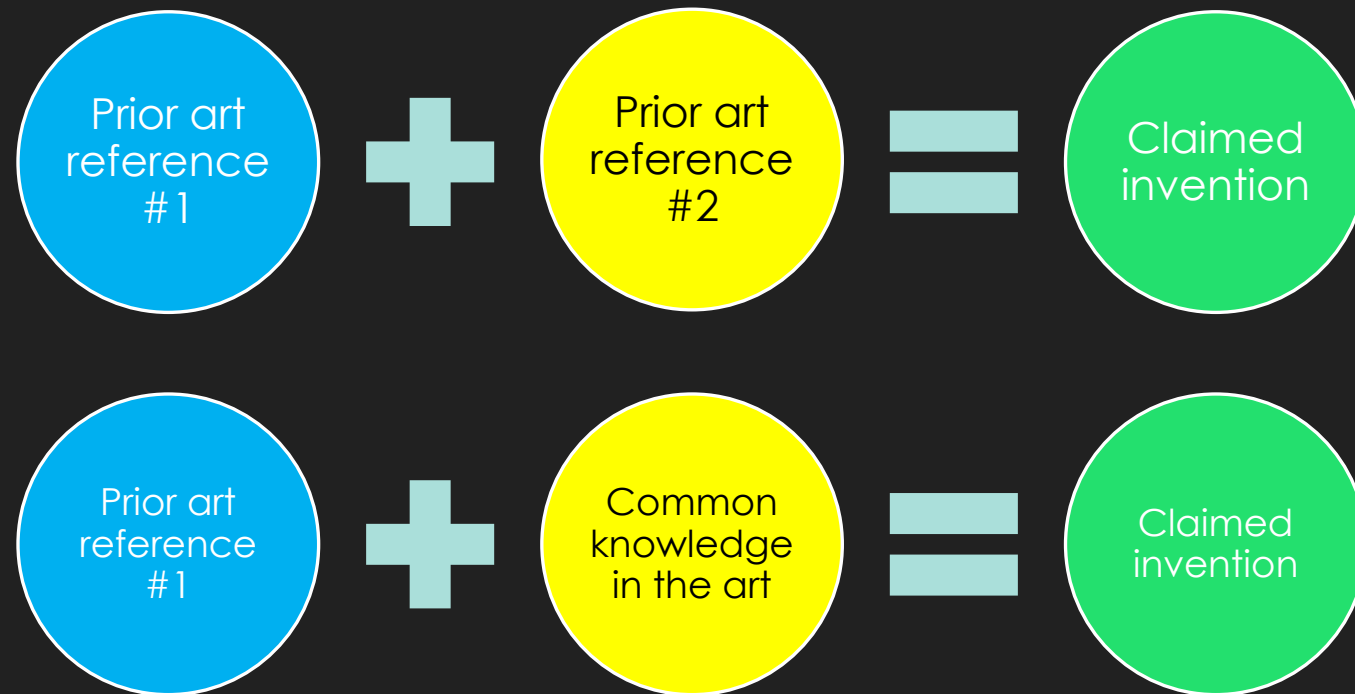 Prior art
reference
#1
Prior art
reference
#2
Claimed
invention
Prior art
reference
#1
Common
knowledge
in the art
Claimed
invention